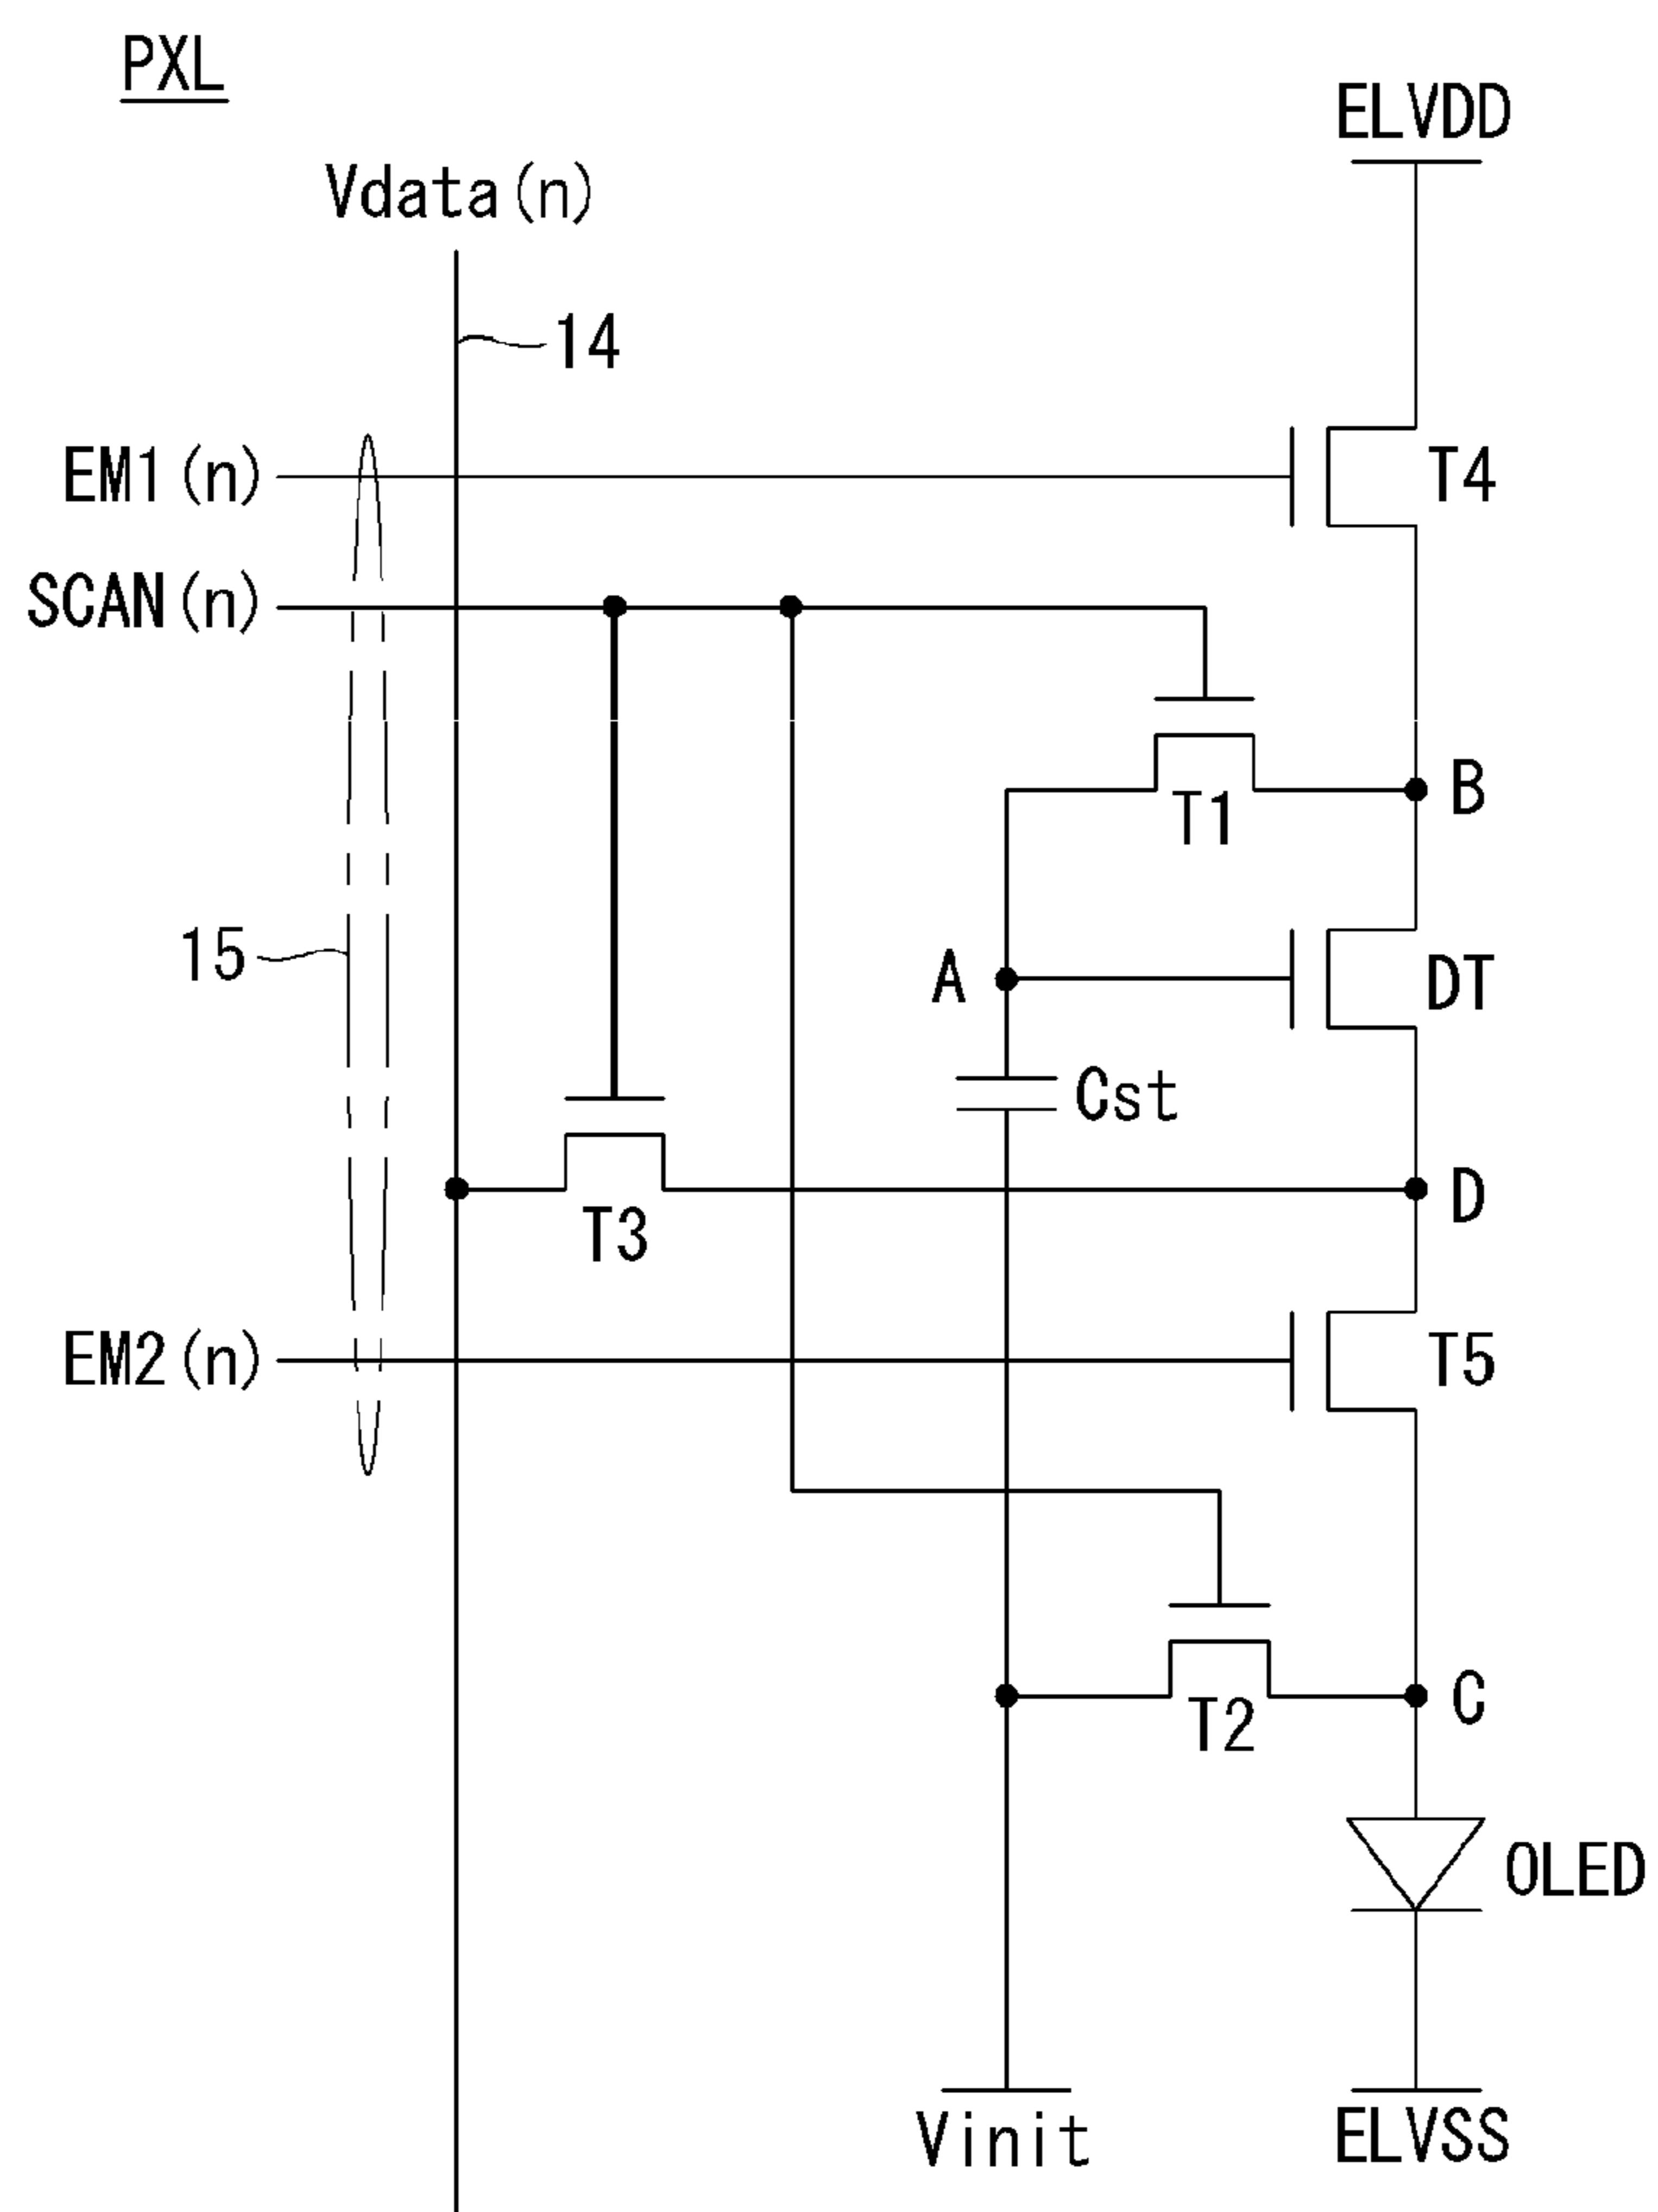 PXL
ELVDD
Vdata(n)
14
EM1(n)
T4
SCAN(n)
B
T1
15
A
DT
Cst
D
T3
EM2(n)
T5
C
T2
OLED
Vinit
ELVSS